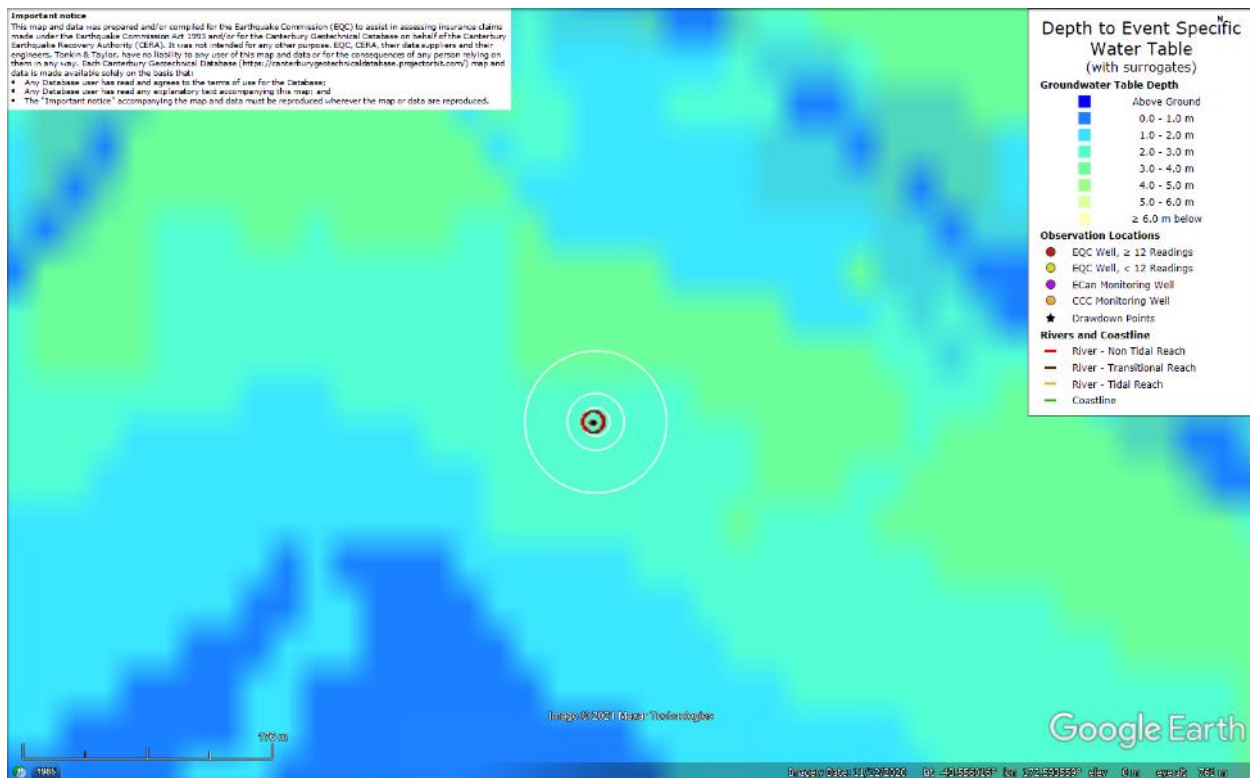 Important notice
This map and data was prepared and/or compiled for the Earthquake Commission (EQC) to assist in assessing insurance claims
made under the Earthquake Commission Act 1993 and/or for the Canterbury Geotechnical Database on behalf of the Canterbury
Earthquake Recovery Authority (CERA). It was not intended for any other purpose. EQC, CERA, their data suppliers and their
engineers, Tonkin & Taylor, have no liability to any user of this map and data or for the consequences of any person relying on
them in any way. Each Canterbury Geotechnical Database (https://canterburygeotechnicaldatabase.projectorbit.com/) map and
data is made available solely on the basis that:
• Any Database user has read and agrees to the terms of use for the Database;
• Any Database user has read any explanatory text accompanying this map; and
• The "Important notice" accompanying the map and data must be reproduced wherever the map or data are reproduced.
N
Depth to Event Specific
Water Table
(with surrogates)
Groundwater Table Depth
Above Ground
0.0 - 1.0 m
1.0 - 2.0 m
2.0 - 3.0 m
3.0 - 4.0 m
4.0 - 5.0 m
5.0 - 6.0 m
≥ 6.0 m below
Observation Locations
EQC Well, ≥ 12 Readings
EQC Well, < 12 Readings
ECan Monitoring Well
CCC Monitoring Well
Drawdown Points
Rivers and Coastline
River - Non Tidal Reach
River - Transitional Reach
River - Tidal Reach
Coastline
Image © 2021 Maxar Technologies
Google Earth
1985
Imagery Date: 11/12/2020 lat lon elev 0 m eye alt